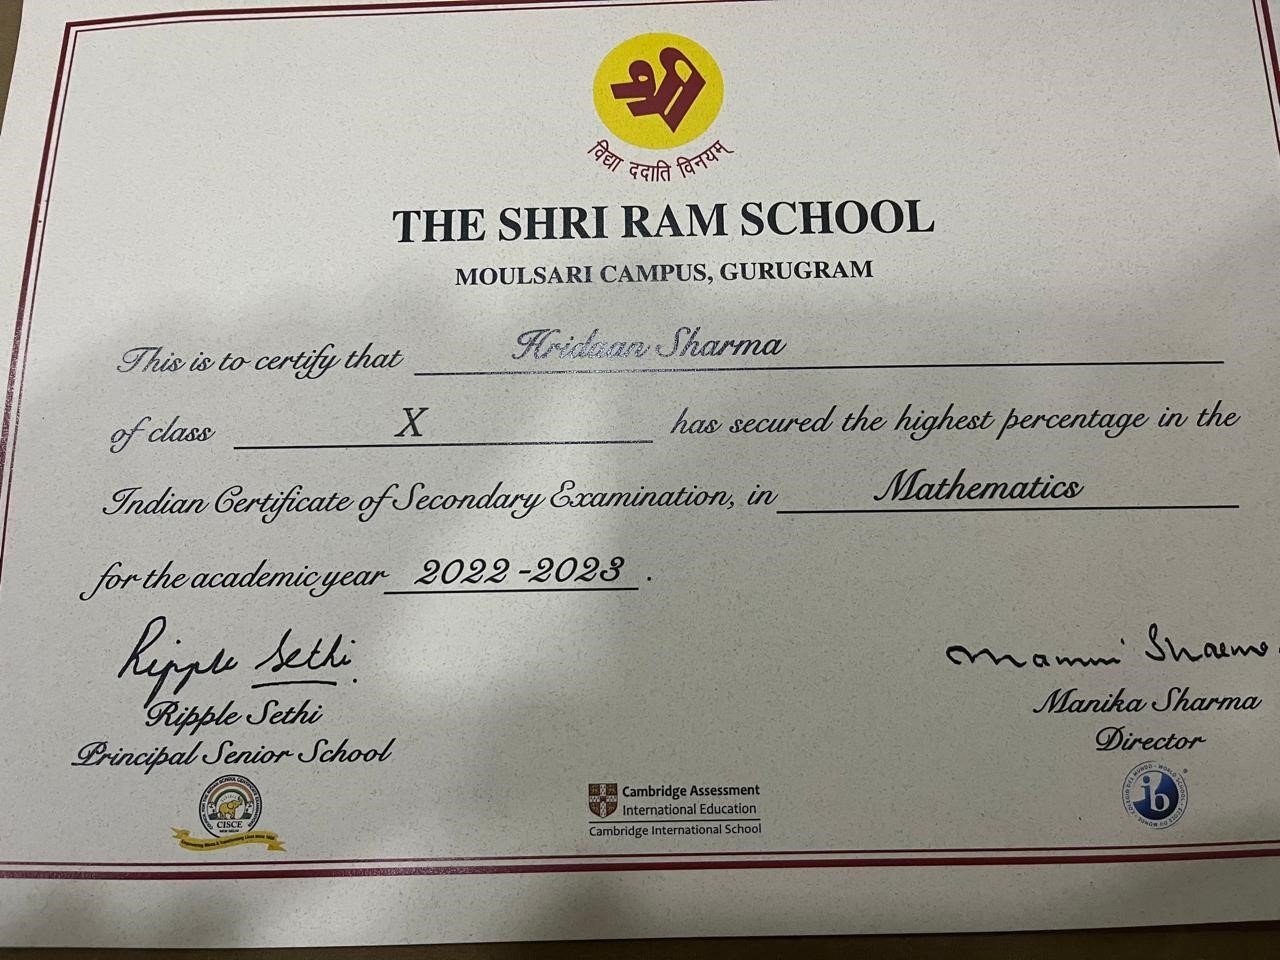 श्री
विद्या ददाति विनयम्
THE SHRI RAM SCHOOL
MOULSARI CAMPUS, GURUGRAM
This is to certify that Hridaan Sharma
of class X has secured the highest percentage in the
Indian Certificate of Secondary Examination, in Mathematics
for the academic year 2022-2023.
Ripple Sethi.
Ripple Sethi
Principal Senior School
Manika Sharma
Director
CISCE
NEW DELHI
Cambridge Assessment
International Education
Cambridge International School
ib